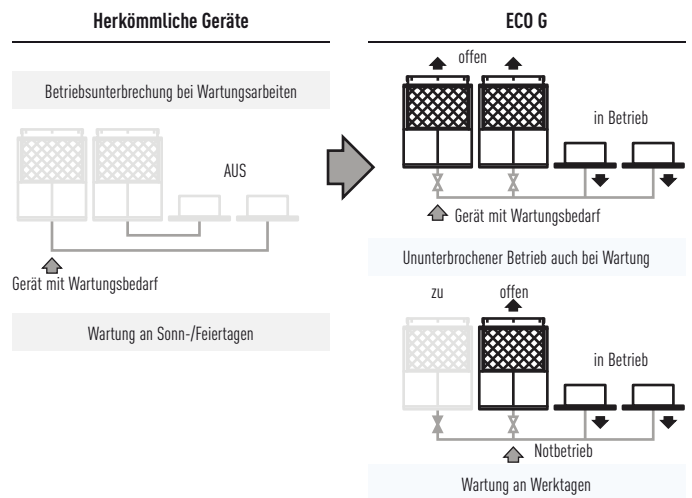 Herkömmliche Geräte
Betriebsunterbrechung bei Wartungsarbeiten
AUS
Gerät mit Wartungsbedarf
Wartung an Sonn-/Feiertagen
ECO G
offen
in Betrieb
Gerät mit Wartungsbedarf
Ununterbrochener Betrieb auch bei Wartung
zu offen
in Betrieb
Notbetrieb
Wartung an Werktagen